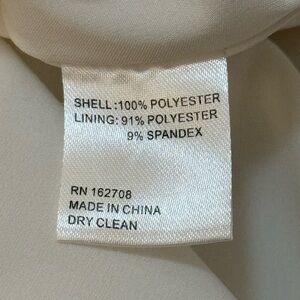 SHELL:100% POLYESTER
LINING: 91% POLYESTER
9% SPANDEX
RN 162708
MADE IN CHINA
DRY CLEAN